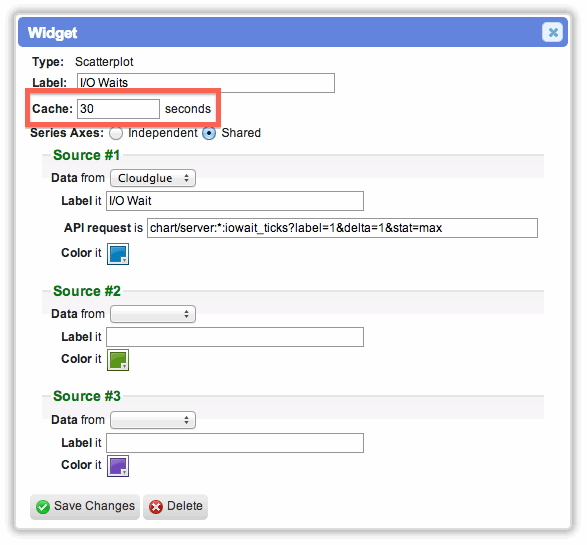 Widget
Type: Scatterplot
Label: I/O Waits
Cache: 30 seconds
Series Axes: Independent Shared
Source #1
Data from Cloudglue
Label it I/O Wait
API request is chart/server:*:iowait_ticks?label=1&delta=1&stat=max
Color it
Source #2
Data from
Label it
Color it
Source #3
Data from
Label it
Color it
Save Changes Delete